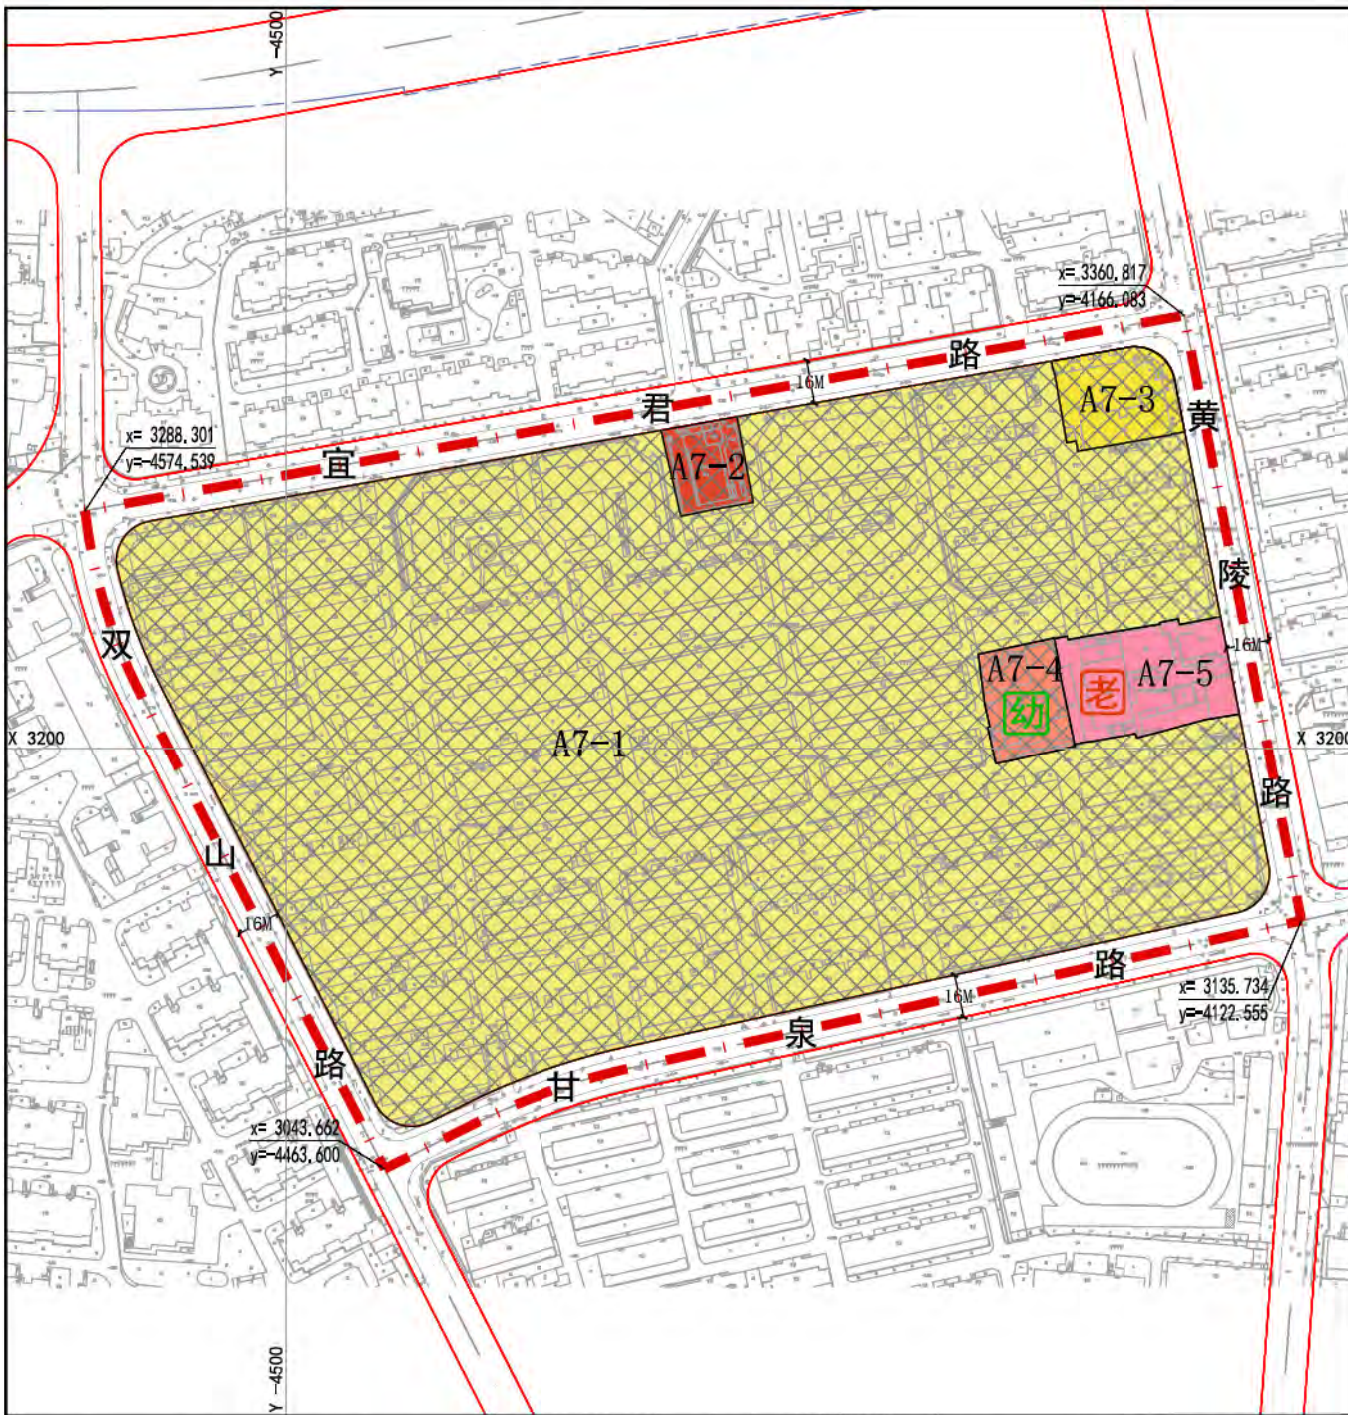 Y -4500
x= 3360.817
y=-4166.083
宜君路
16M
A7-3
黄陵路
x= 3288.301
y=-4574.539
A7-2
双山路
16M
A7-4
幼
老
A7-5
X 3200
A7-1
X 3200
16M
甘泉路
16M
x= 3135.734
y=-4122.555
x= 3043.662
y=-4463.600
Y -4500